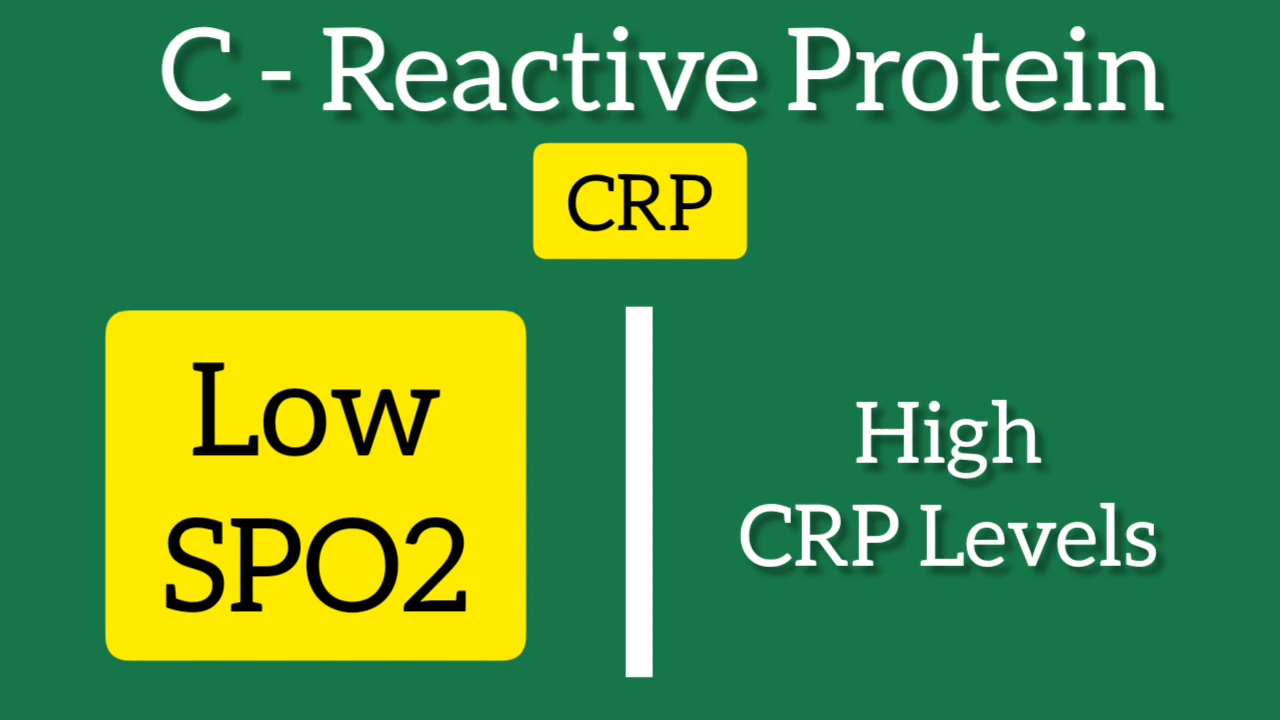 C - Reactive Protein
CRP
Low
SPO2
High
CRP Levels